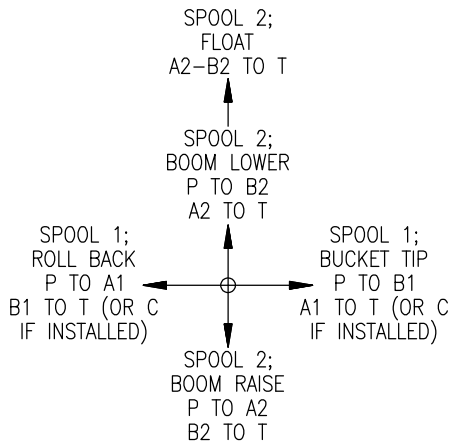 SPOOL 2;
FLOAT
A2-B2 TO T
SPOOL 2;
BOOM LOWER
P TO B2
A2 TO T
SPOOL 1;
ROLL BACK
P TO A1
B1 TO T (OR C
IF INSTALLED)
SPOOL 1;
BUCKET TIP
P TO B1
A1 TO T (OR C
IF INSTALLED)
SPOOL 2;
BOOM RAISE
P TO A2
B2 TO T